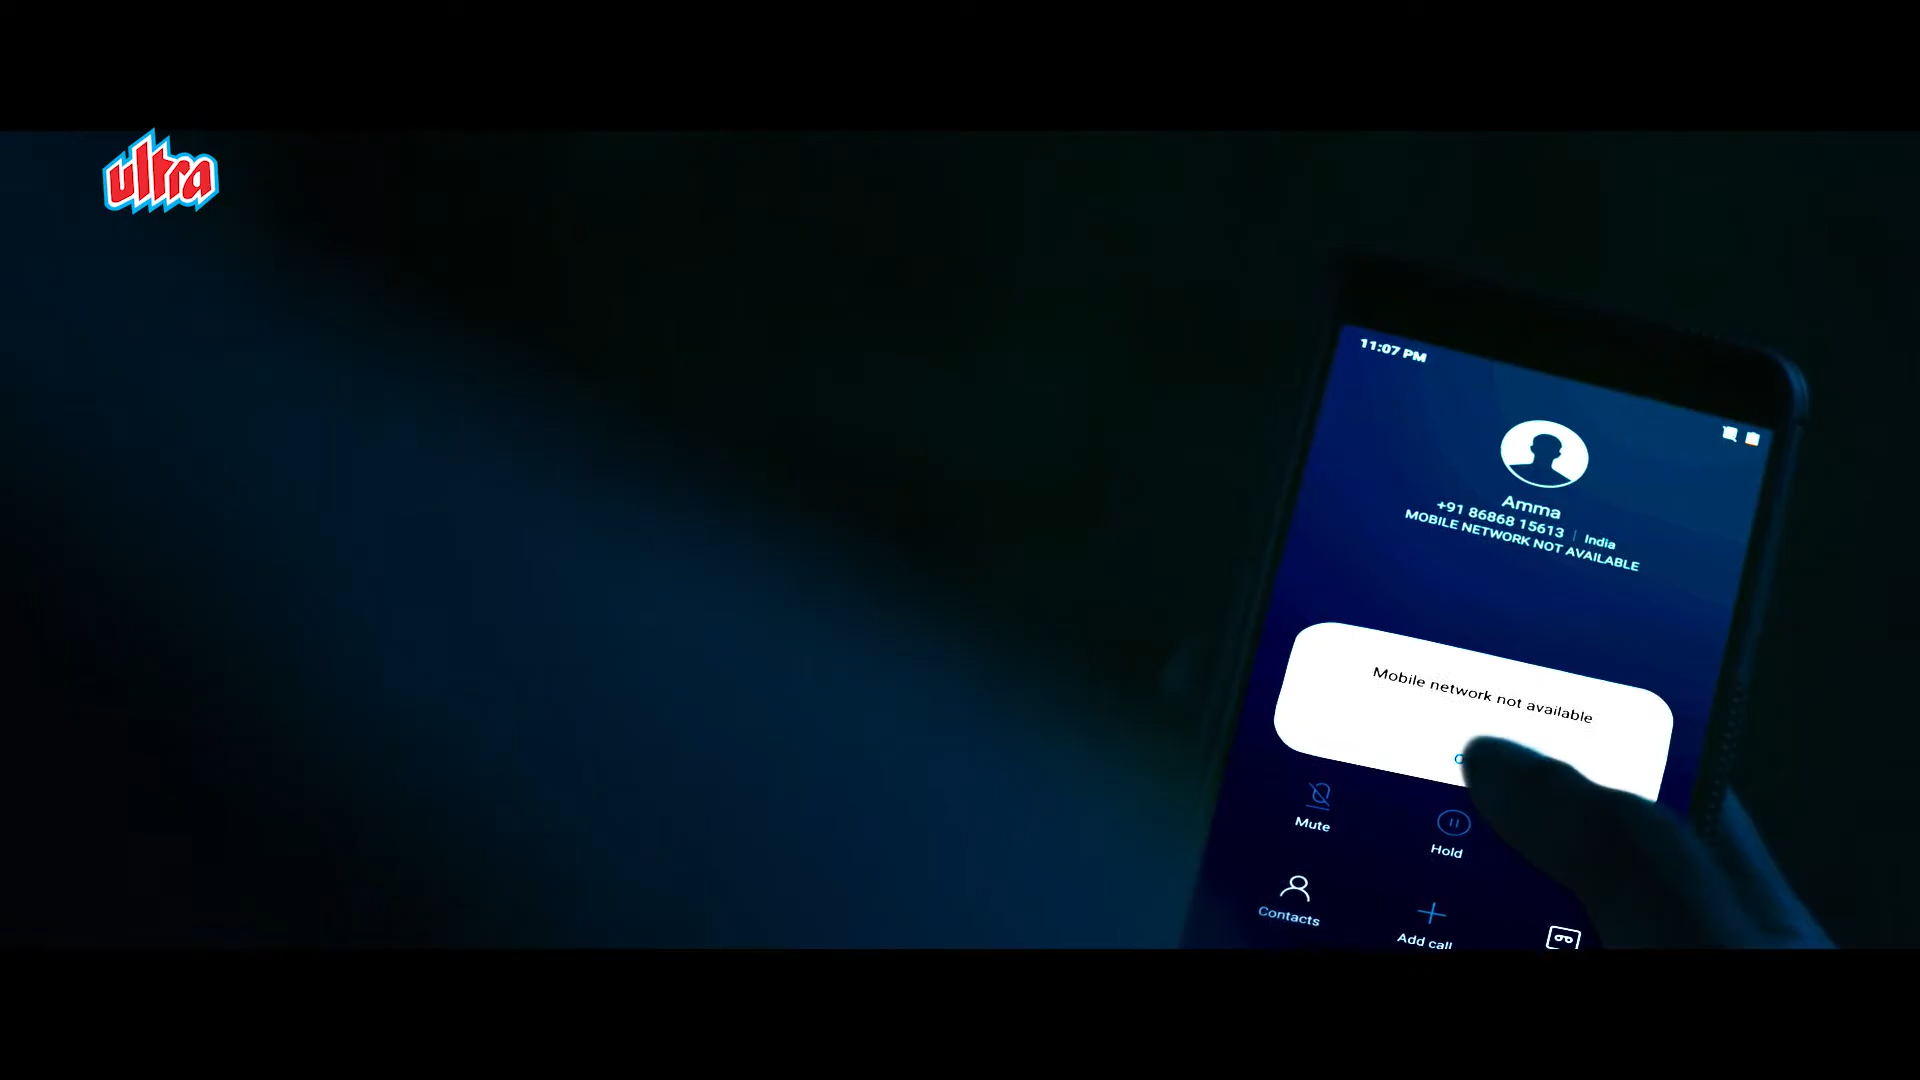 ultra
11:07 PM
Amma
+91 86868 15613 | India
MOBILE NETWORK NOT AVAILABLE
Mobile network not available
Mute
Hold
Contacts
Add call